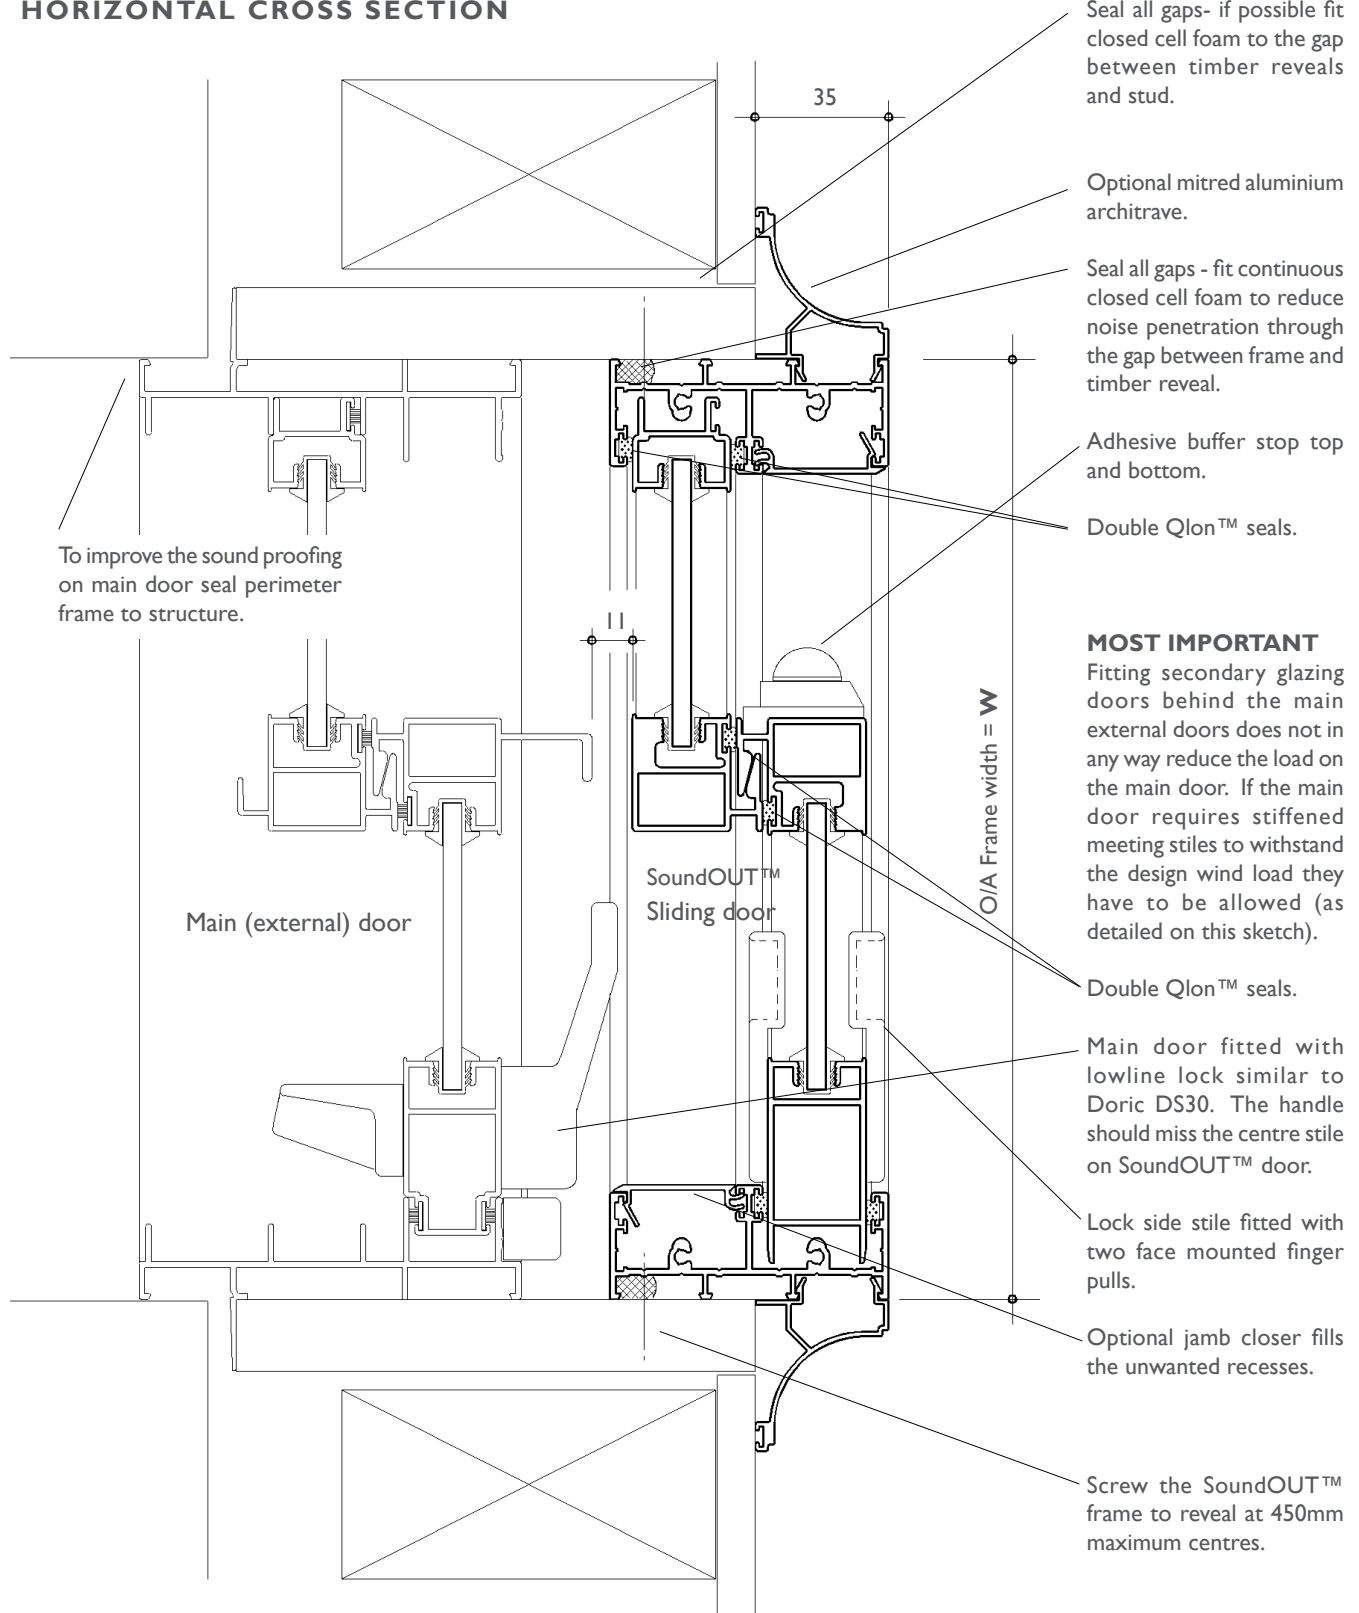 HORIZONTAL CROSS SECTION
Seal all gaps- if possible fit
closed cell foam to the gap
between timber reveals
and stud.
35
Optional mitred aluminium
architrave.
Seal all gaps - fit continuous
closed cell foam to reduce
noise penetration through
the gap between frame and
timber reveal.
Adhesive buffer stop top
and bottom.
Double Qlon™ seals.
To improve the sound proofing
on main door seal perimeter
frame to structure.
11
MOST IMPORTANT
Fitting secondary glazing
doors behind the main
external doors does not in
any way reduce the load on
the main door. If the main
door requires stiffened
meeting stiles to withstand
the design wind load they
have to be allowed (as
detailed on this sketch).
O/A Frame width = W
SoundOUT™
Sliding door
Main (external) door
Double Qlon™ seals.
Main door fitted with
lowline lock similar to
Doric DS30. The handle
should miss the centre stile
on SoundOUT™ door.
Lock side stile fitted with
two face mounted finger
pulls.
Optional jamb closer fills
the unwanted recesses.
Screw the SoundOUT™
frame to reveal at 450mm
maximum centres.